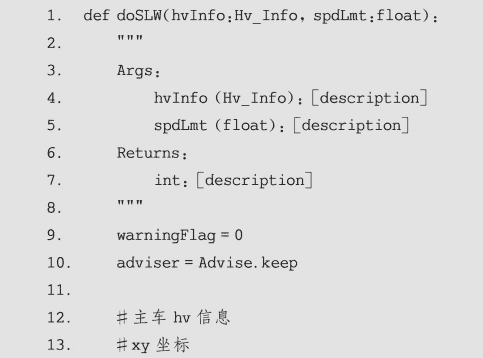 1. def doSLW(hvInfo:Hv_Info, spdLmt:float):
2. """
3. Args:
4. hvInfo (Hv_Info): [description]
5. spdLmt (float): [description]
6. Returns:
7. int: [description]
8. """
9. warningFlag = 0
10. adviser = Advise.keep
11.
12. #主车 hv 信息
13. #xy 坐标